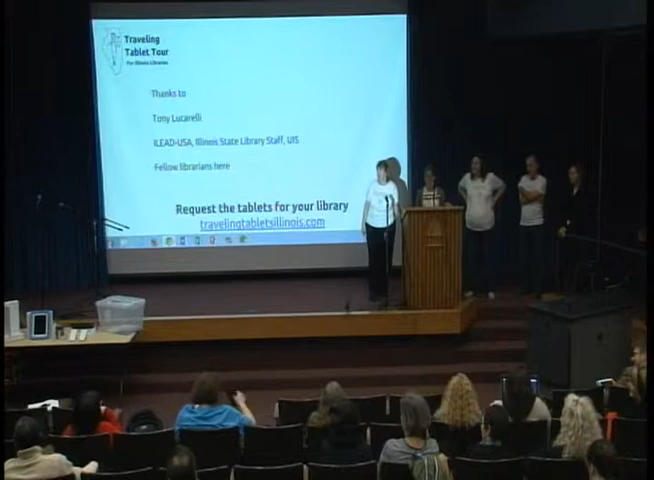 Traveling
Tablet Tour
For Illinois Libraries
Thanks to
Tony Lucarelli
ILEAD-USA, Illinois State Library Staff, UIS
Fellow librarians here
Request the tablets for your library
travelingtabletsillinois.com